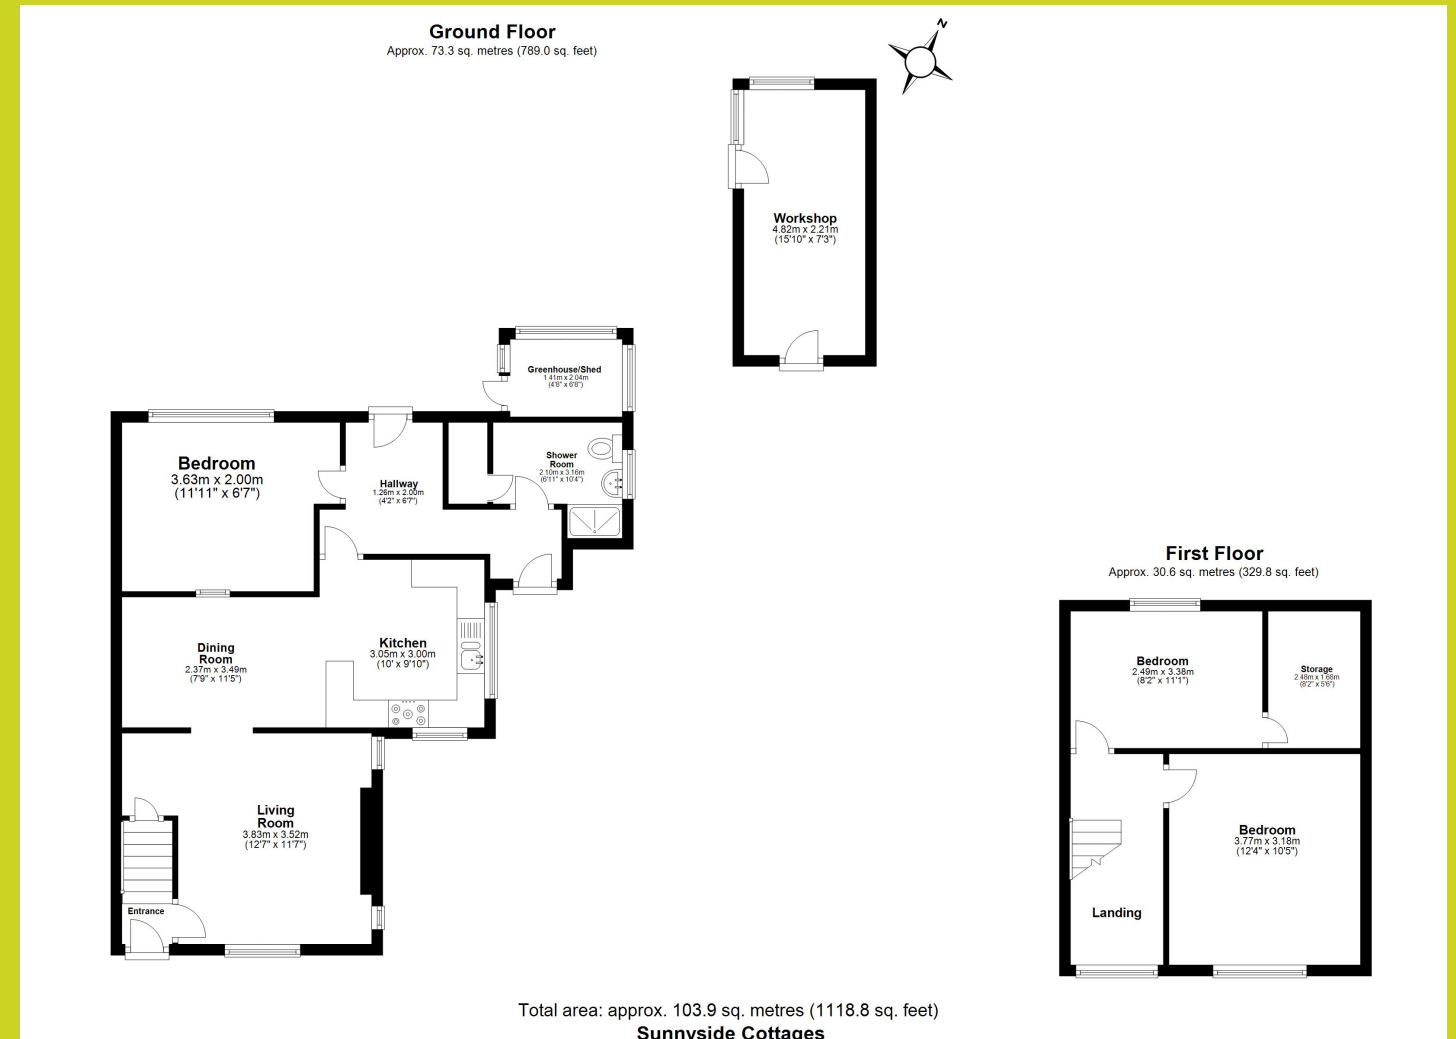 Ground Floor
Approx. 73.3 sq. metres (789.0 sq. feet)
N
Workshop
4.82m x 2.21m
(15'10" x 7'3")
Greenhouse/Shed
1.41m x 2.04m
(4'8" x 6'8")
Bedroom
3.63m x 2.00m
(11'11" x 6'7")
Hallway
1.26m x 2.00m
(4'2" x 6'7")
Shower
Room
2.10m x 3.16m
(6'11" x 10'4")
Dining
Room
2.37m x 3.49m
(7'9" x 11'5")
Kitchen
3.05m x 3.00m
(10' x 9'10")
Living
Room
3.83m x 3.52m
(12'7" x 11'7")
Entrance
First Floor
Approx. 30.6 sq. metres (329.8 sq. feet)
Bedroom
2.49m x 3.38m
(8'2" x 11'1")
Storage
2.48m x 1.68m
(8'2" x 5'6")
Bedroom
3.77m x 3.18m
(12'4" x 10'5")
Landing
Total area: approx. 103.9 sq. metres (1118.8 sq. feet)
Sunnyside Cottages